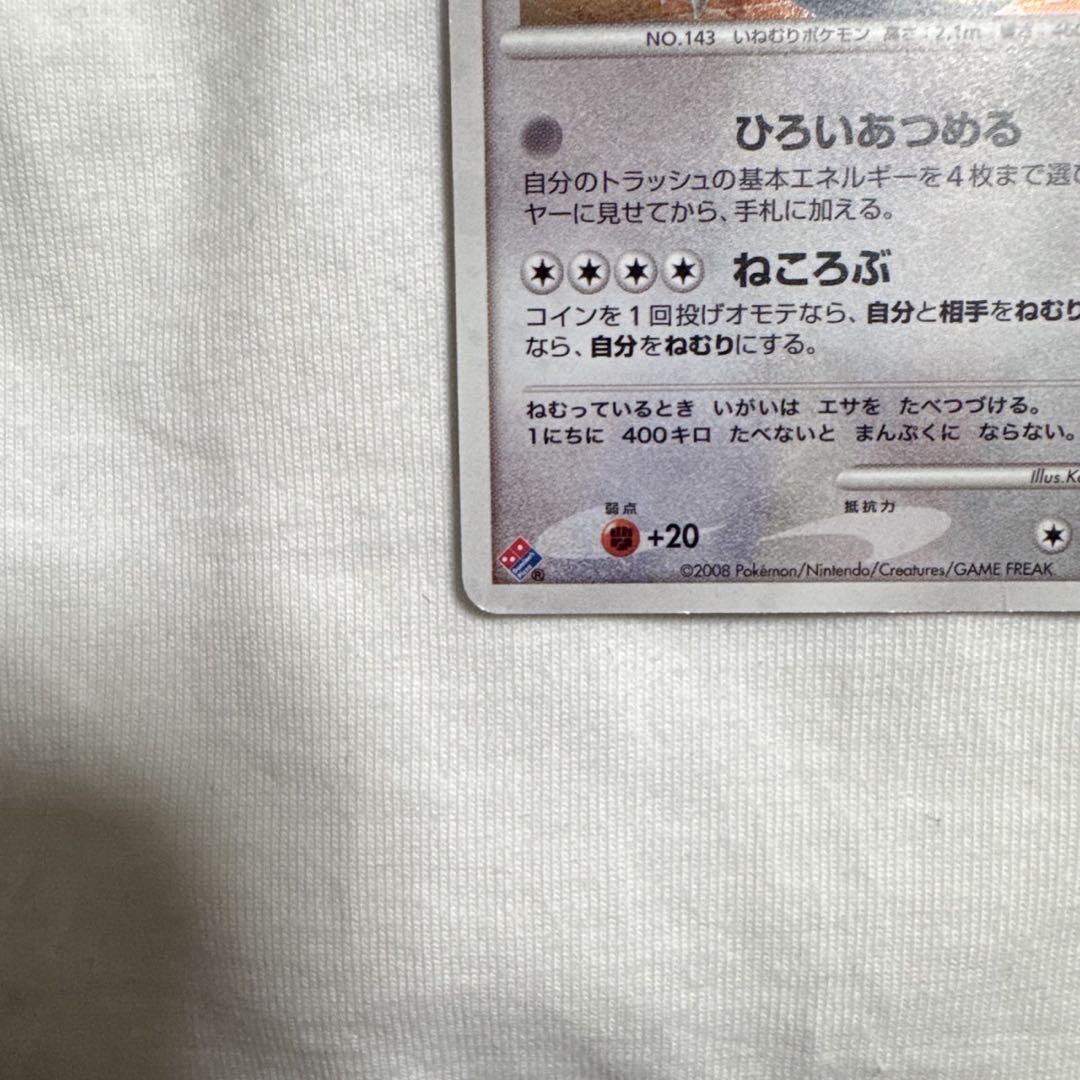 NO.143 いねむりポケモン 高さ:2.1m
ひろいあつめる
自分のトラッシュの基本エネルギーを4枚まで選び
ヤーに見せてから、手札に加える。
ねころぶ
コインを1回投げオモテなら、自分と相手をねむり
なら、自分をねむりにする。
ねむっているとき いがいは エサを たべつづける。
1にちに 400キロ たべないと まんぷくに ならない。
Illus.
弱点
抵抗力
+20
Domino's
Pizza
®
©2008 Pokémon/Nintendo/Creatures/GAME FREAK